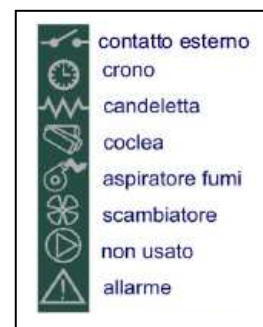 contatto esterno
crono
candeletta
coclea
aspiratore fumi
scambiatore
non usato
allarme